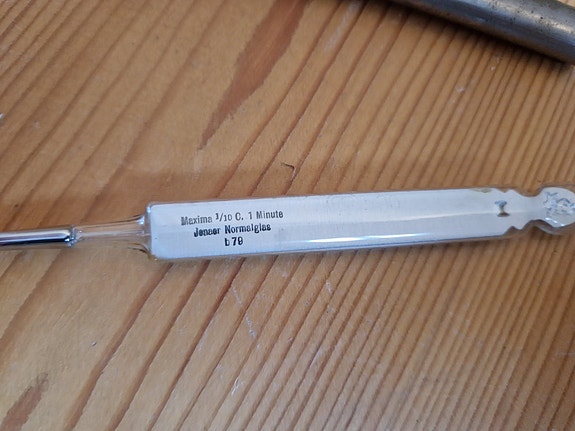 Maxima 1/10 C. 1 Minute
Jenaer Normalglas
b 79